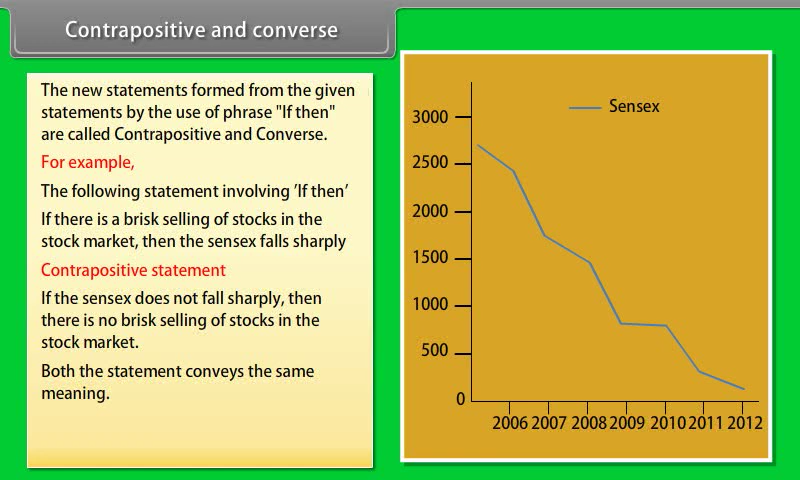 Contrapositive and converse
The new statements formed from the given
statements by the use of phrase "If then"
are called Contrapositive and Converse.
For example,
The following statement involving ‘If then’
If there is a brisk selling of stocks in the
stock market, then the sensex falls sharply
Contrapositive statement
If the sensex does not fall sharply, then
there is no brisk selling of stocks in the
stock market.
Both the statement conveys the same
meaning.
Sensex
3000
2500
2000
1500
1000
500
0
2006 2007 2008 2009 2010 2011 2012